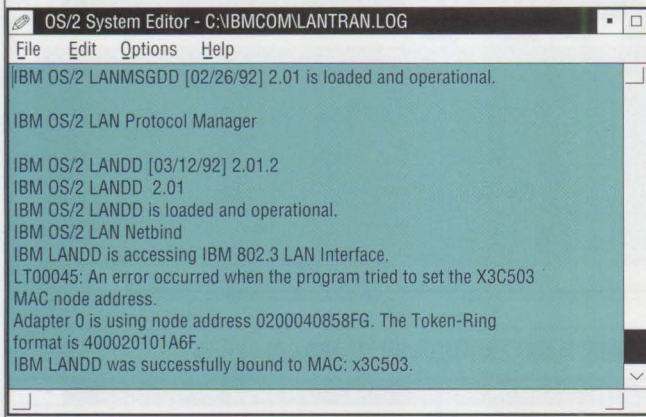 OS/2 System Editor - C:\IBMCOM\LANTRAN.LOG
File Edit Options Help
IBM OS/2 LANMSGDD [02/26/92] 2.01 is loaded and operational.
IBM OS/2 LAN Protocol Manager
IBM OS/2 LANDD [03/12/92] 2.01.2
IBM OS/2 LANDD 2.01
IBM OS/2 LANDD is loaded and operational.
IBM OS/2 LAN Netbind
IBM LANDD is accessing IBM 802.3 LAN Interface.
LT00045: An error occurred when the program tried to set the X3C503
MAC node address.
Adapter 0 is using node address 0200040858FG. The Token-Ring
format is 400020101A6F.
IBM LANDD was successfully bound to MAC: x3C503.